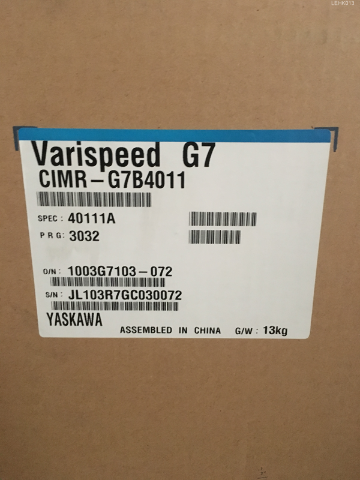 Varispeed G7
CIMR-G7B4011
SPEC: 40111A
PRG: 3032
O/N: 1003G7103-072
S/N: JL103R7GC030072
YASKAWA
ASSEMBLED IN CHINA G/W: 13kg